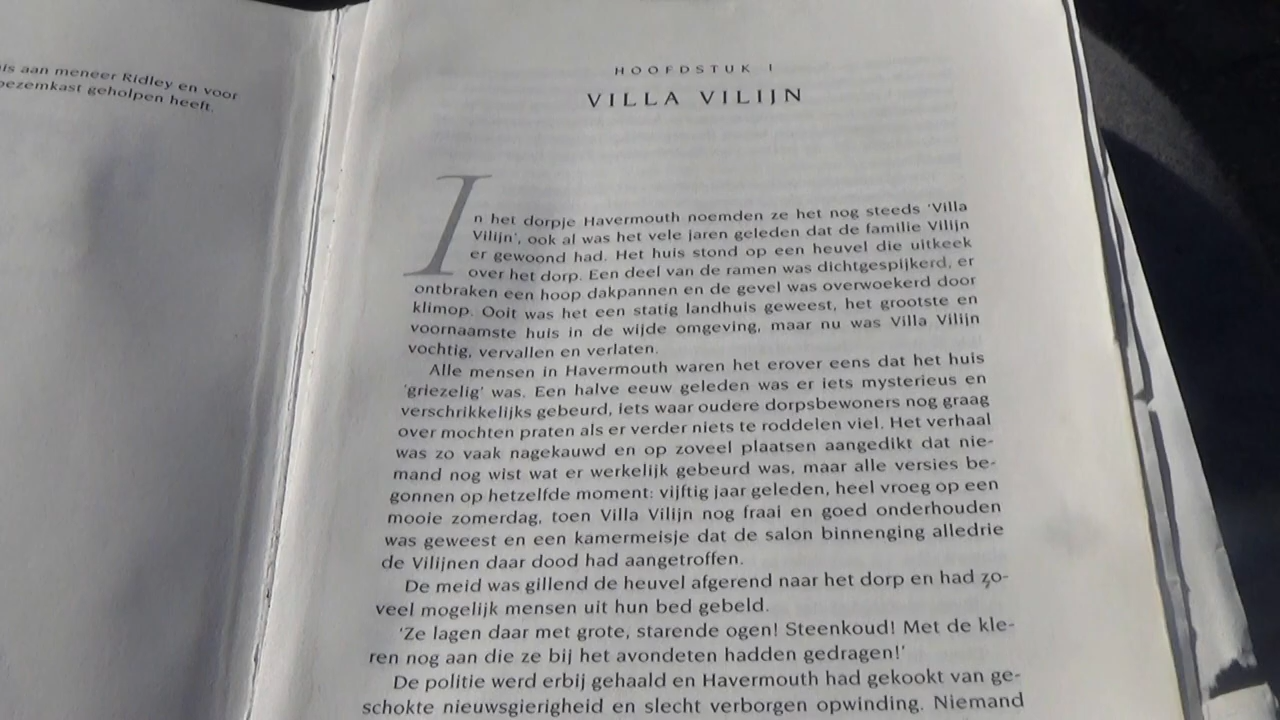 is aan meneer Ridley en voor
bezemkast geholpen heeft.
HOOFDSTUK I
VILLA VILIJN
In het dorpje Havermouth noemden ze het nog steeds 'Villa
Vilijn', ook al was het vele jaren geleden dat de familie Vilijn
er gewoond had. Het huis stond op een heuvel die uitkeek
over het dorp. Een deel van de ramen was dichtgespijkerd, er
ontbraken een hoop dakpannen en de gevel was overwoekerd door
klimop. Ooit was het een statig landhuis geweest, het grootste en
voornaamste huis in de wijde omgeving, maar nu was Villa Vilijn
vochtig, vervallen en verlaten.
Alle mensen in Havermouth waren het erover eens dat het huis
'griezelig' was. Een halve eeuw geleden was er iets mysterieus en
verschrikkelijks gebeurd, iets waar oudere dorpsbewoners nog graag
over mochten praten als er verder niets te roddelen viel. Het verhaal
was zo vaak nagekauwd en op zoveel plaatsen aangedikt dat nie-
mand nog wist wat er werkelijk gebeurd was, maar alle versies be-
gonnen op hetzelfde moment: vijftig jaar geleden, heel vroeg op een
mooie zomerdag, toen Villa Vilijn nog fraai en goed onderhouden
was geweest en een kamermeisje dat de salon binnenging alledrie
de Vilijnen daar dood had aangetroffen.
De meid was gillend de heuvel afgerend naar het dorp en had zo-
veel mogelijk mensen uit hun bed gebeld.
'Ze lagen daar met grote, starende ogen! Steenkoud! Met de kle-
ren nog aan die ze bij het avondeten hadden gedragen!'
De politie werd erbij gehaald en Havermouth had gekookt van ge-
schokte nieuwsgierigheid en slecht verborgen opwinding. Niemand